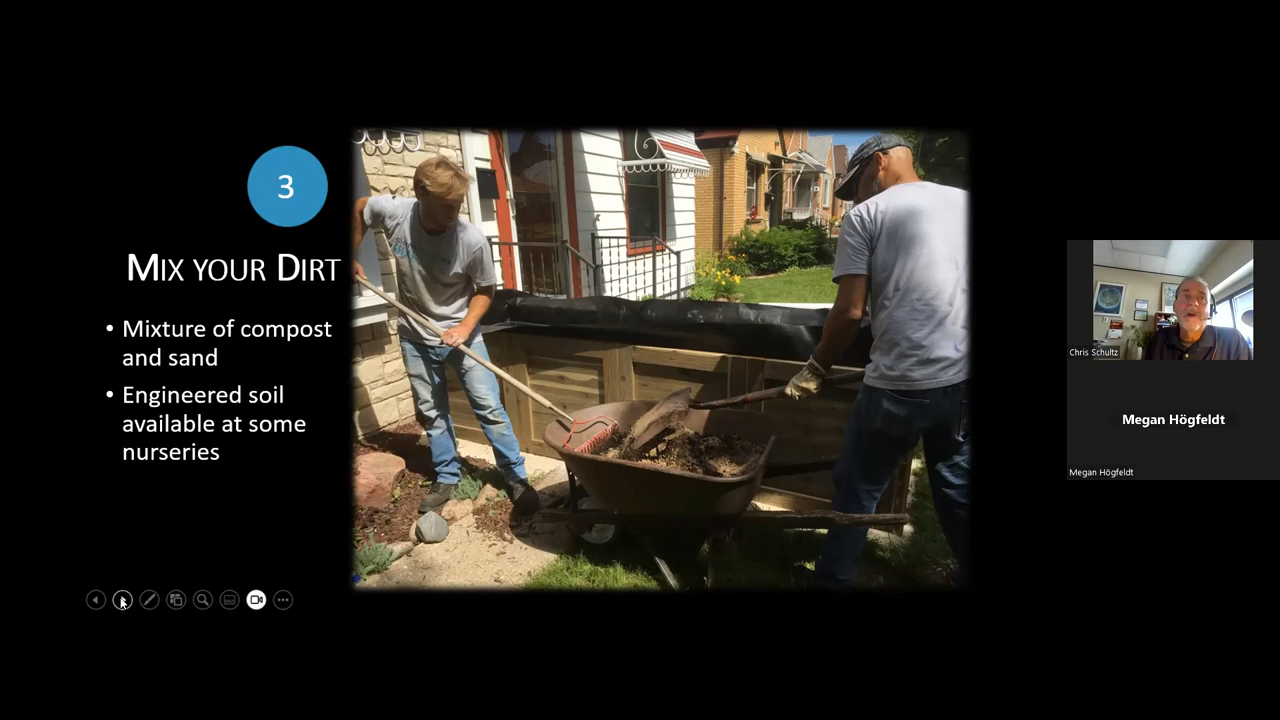 3
MIX YOUR DIRT
• Mixture of compost
and sand
• Engineered soil
available at some
nurseries
Chris Schultz
Megan Högfeldt
Megan Högfeldt